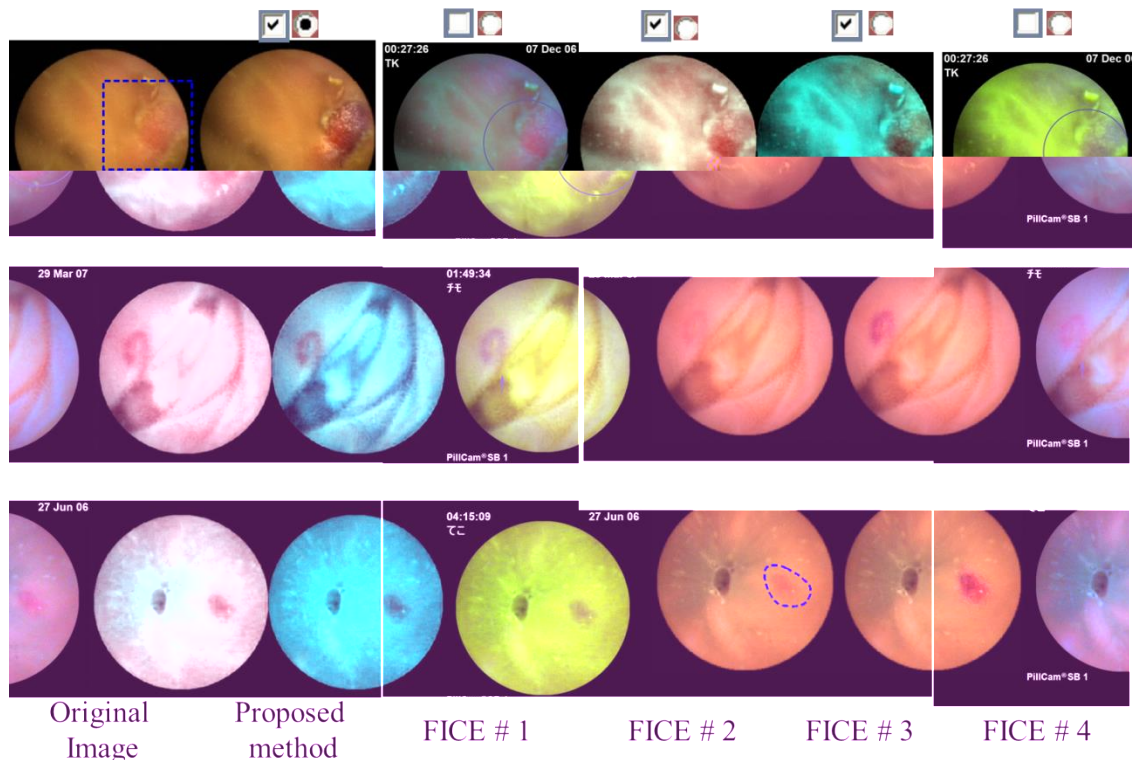 00:27:26 07 Dec 06 00:27:26 07 Dec 06
TK TK
PillCam®SB 1
29 Mar 07 01:49:34
チモ チモ
PillCam®SB 1 PillCam®SB 1
27 Jun 06 04:15:09 27 Jun 06
てこ
PillCam®SB 1
Original Proposed FICE # 1 FICE # 2 FICE # 3 FICE # 4
Image method